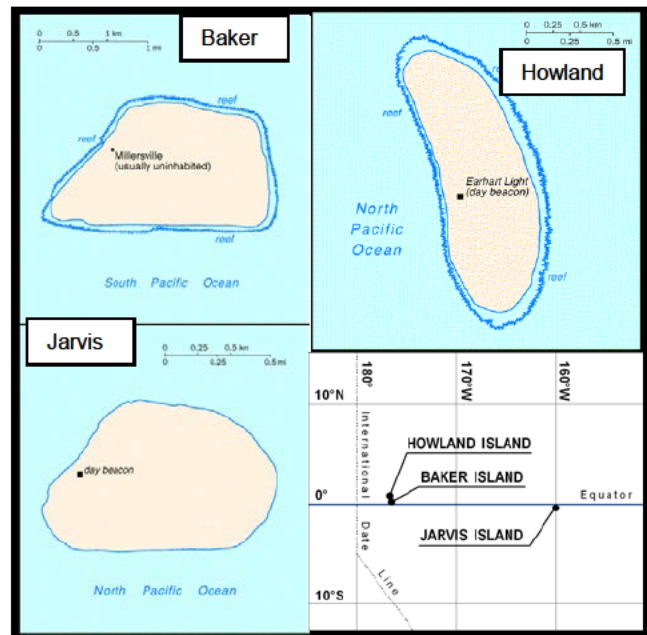 Baker
0 0.5 1 km
0 0.5 1 mi
reef
reef
Millersville
(usually uninhabited)
reef
South Pacific Ocean
Howland
0 0.25 0.5 km
0 0.25 0.5 mi
reef
reef
Earhart Light
(day beacon)
North
Pacific
Ocean
reef
Jarvis
0 0.25 0.5 km
0 0.25 0.5 mi
day beacon
North Pacific Ocean
180°
170°W
160°W
10°N
International Date Line
HOWLAND ISLAND
BAKER ISLAND
0°
Equator
JARVIS ISLAND
10°S